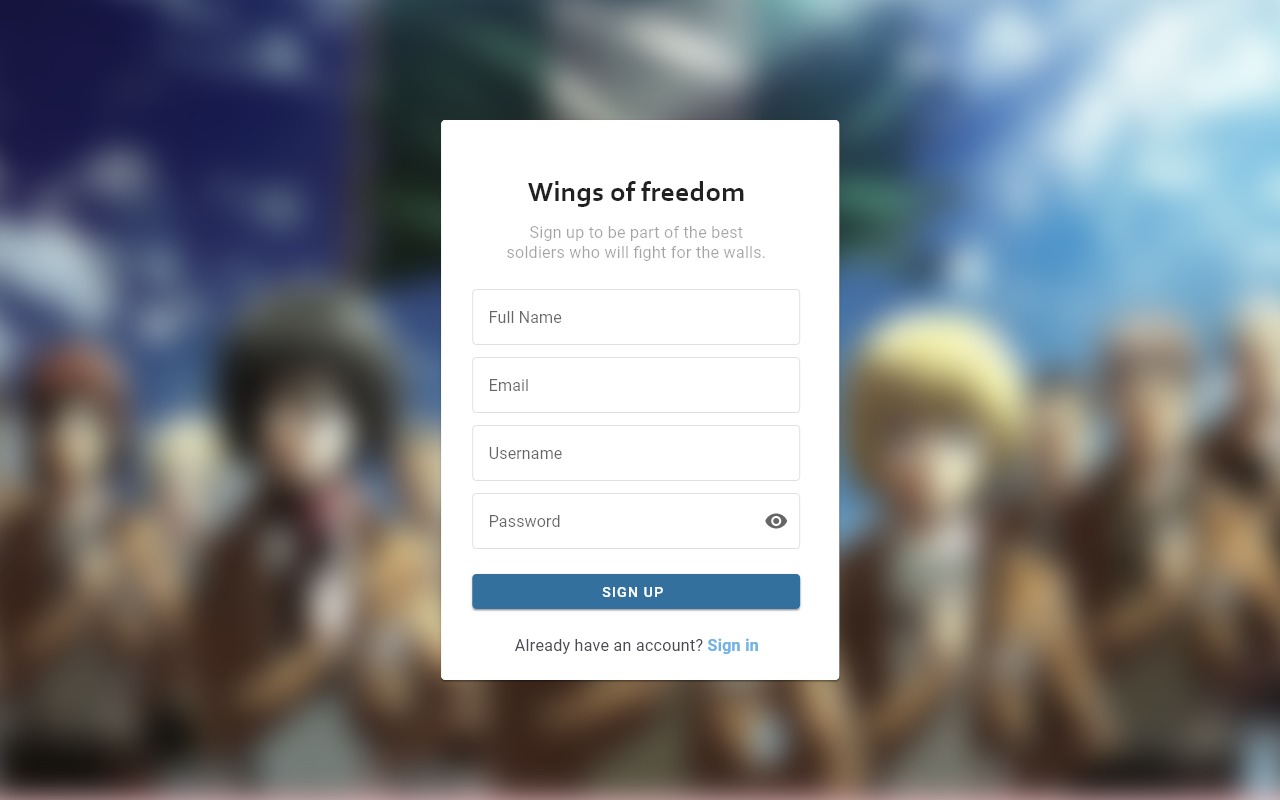 Wings of freedom
Sign up to be part of the best
soldiers who will fight for the walls.
Full Name
Email
Username
Password
SIGN UP
Already have an account? Sign in